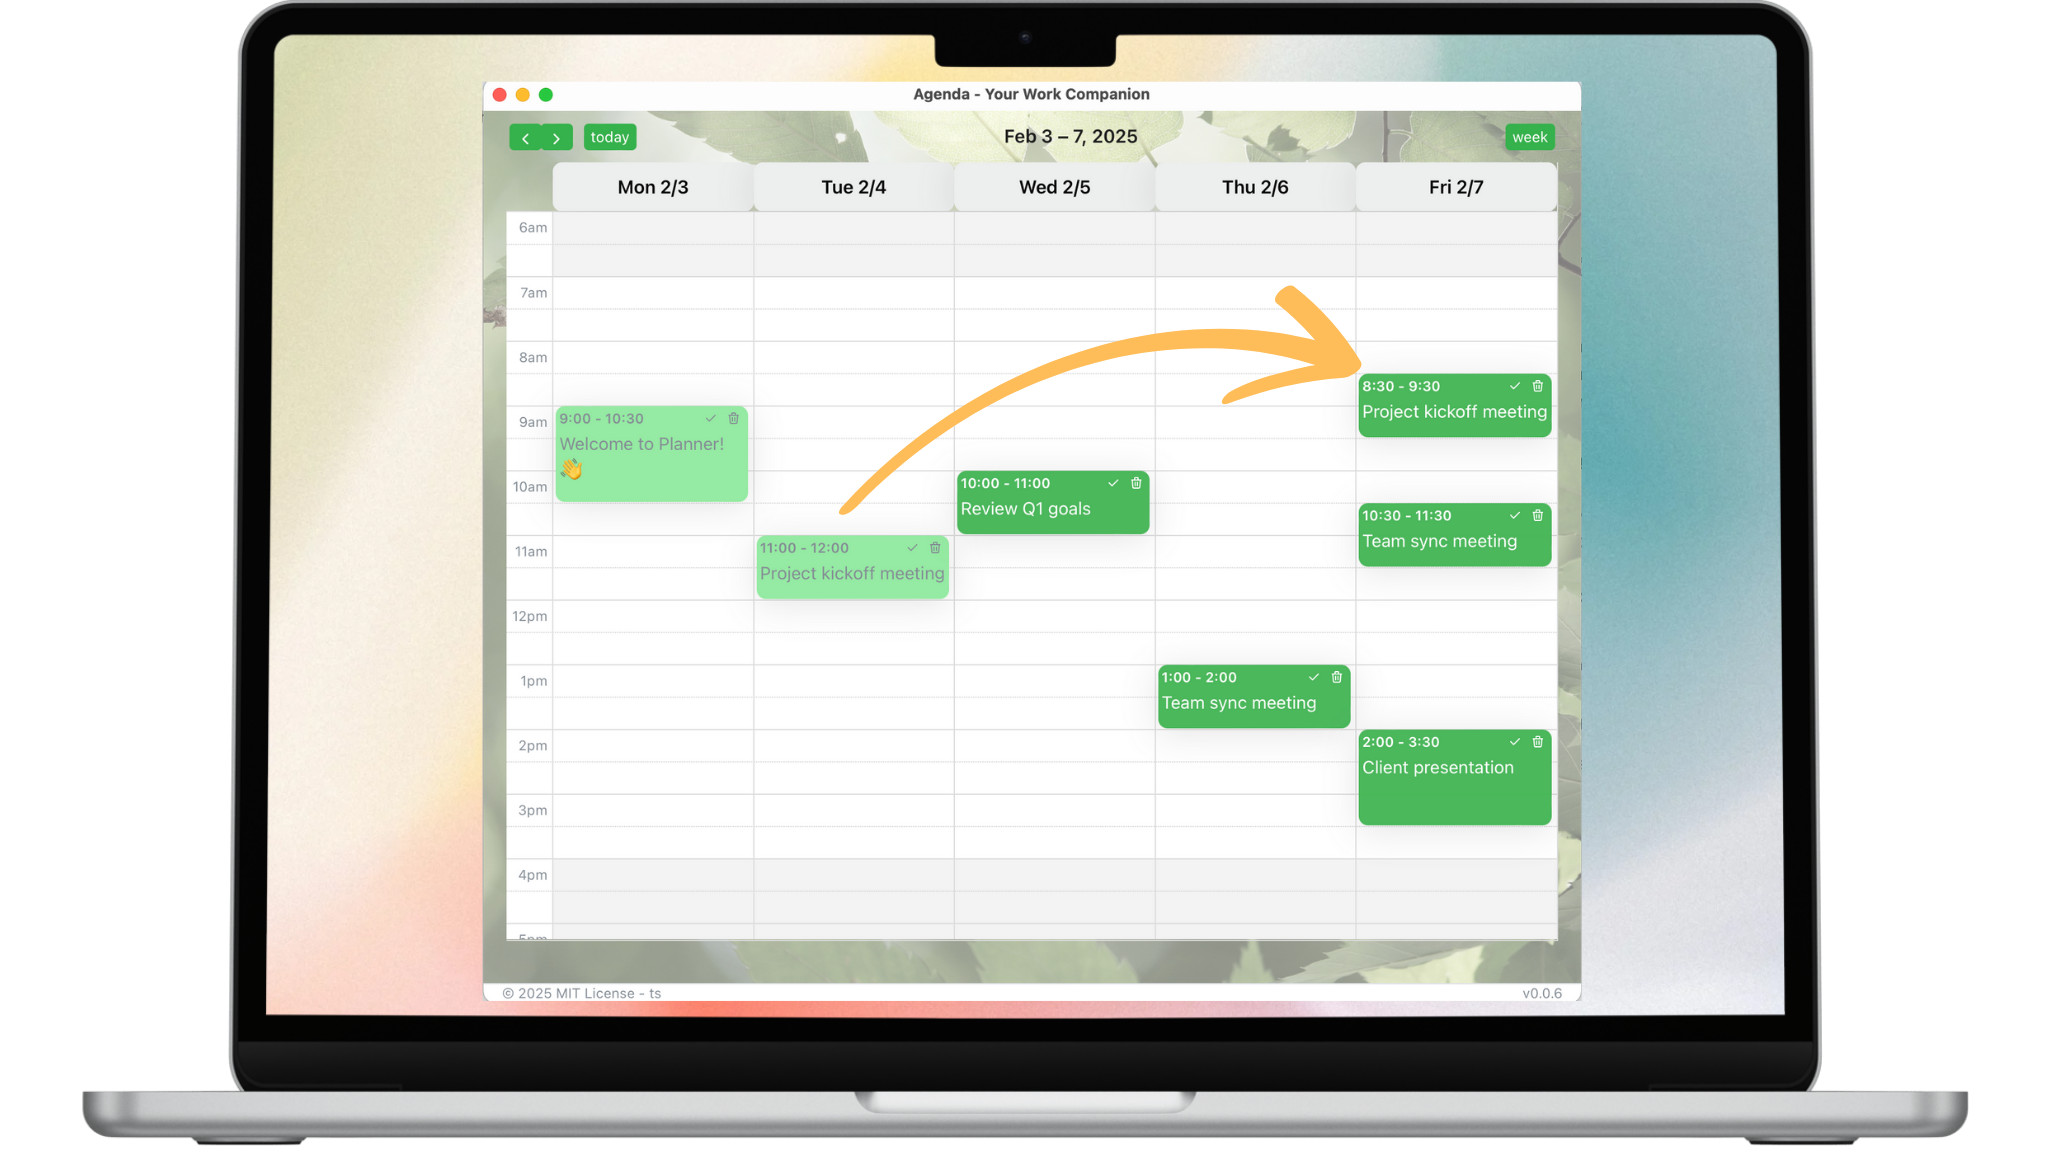 Agenda - Your Work Companion
today
Feb 3 – 7, 2025
week
Mon 2/3
Tue 2/4
Wed 2/5
Thu 2/6
Fri 2/7
6am
7am
8am
8:30 - 9:30
Project kickoff meeting
9am
9:00 - 10:30
Welcome to Planner!
👋
10am
10:00 - 11:00
Review Q1 goals
10:30 - 11:30
Team sync meeting
11am
11:00 - 12:00
Project kickoff meeting
12pm
1pm
1:00 - 2:00
Team sync meeting
2pm
2:00 - 3:30
Client presentation
3pm
4pm
5pm
© 2025 MIT License - ts
v0.0.6